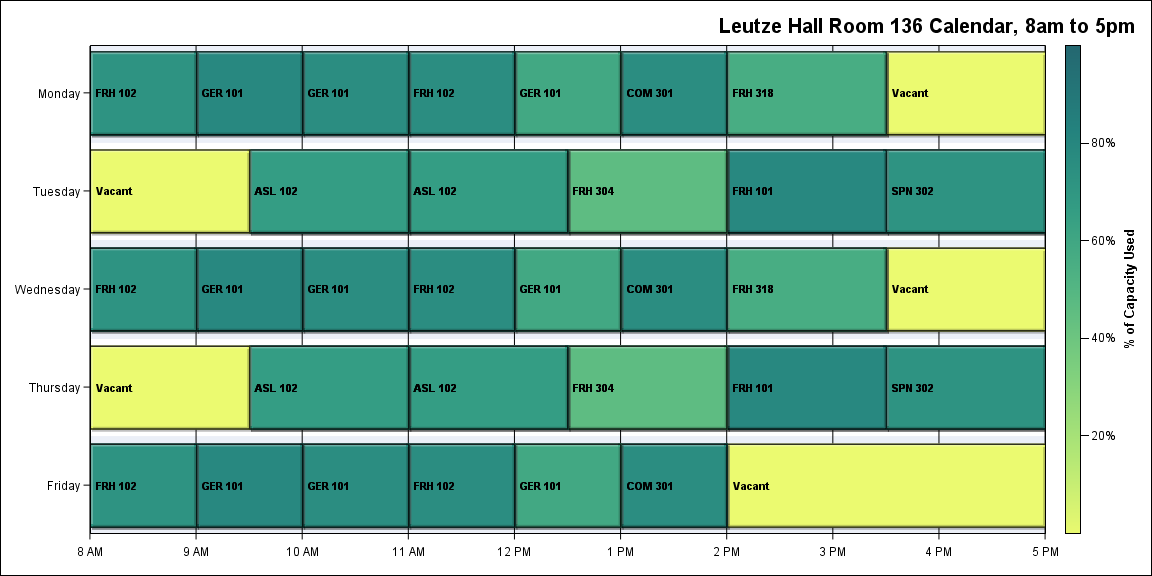 Leutze Hall Room 136 Calendar, 8am to 5pm
Monday
FRH 102
GER 101
GER 101
FRH 102
GER 101
COM 301
FRH 318
Vacant
Tuesday
Vacant
ASL 102
ASL 102
FRH 304
FRH 101
SPN 302
Wednesday
FRH 102
GER 101
GER 101
FRH 102
GER 101
COM 301
FRH 318
Vacant
Thursday
Vacant
ASL 102
ASL 102
FRH 304
FRH 101
SPN 302
Friday
FRH 102
GER 101
GER 101
FRH 102
GER 101
COM 301
Vacant
8 AM
9 AM
10 AM
11 AM
12 PM
1 PM
2 PM
3 PM
4 PM
5 PM
80%
60%
40%
20%
% of Capacity Used